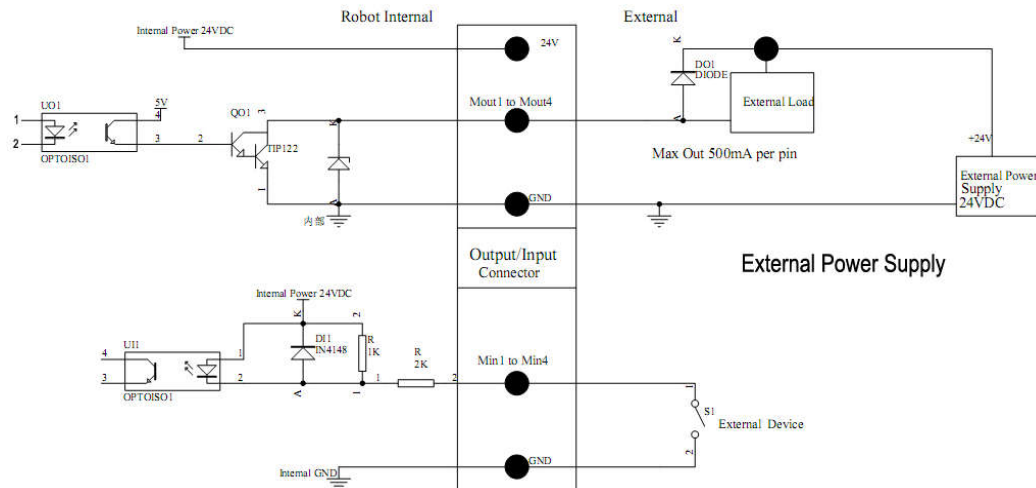 Robot Internal
External
Internal Power 24VDC
24V
K
DO1
DIODE
External Load
A
Mout1 to Mout4
Max Out 500mA per pin
+24V
External Power
Supply
24VDC
UO1
1
2
OPTOISO1
5V
4
3
2
QO1
3
TIP122
1
K
A
内部
GND
Output/Input
Connector
External Power Supply
Internal Power 24VDC
UI1
4
3
1
2
OPTOISO1
K
DI1
IN4148
A
2
R
1K
1
1
R
2K
2
Min1 to Min4
1
S1
External Device
2
Internal GND
GND